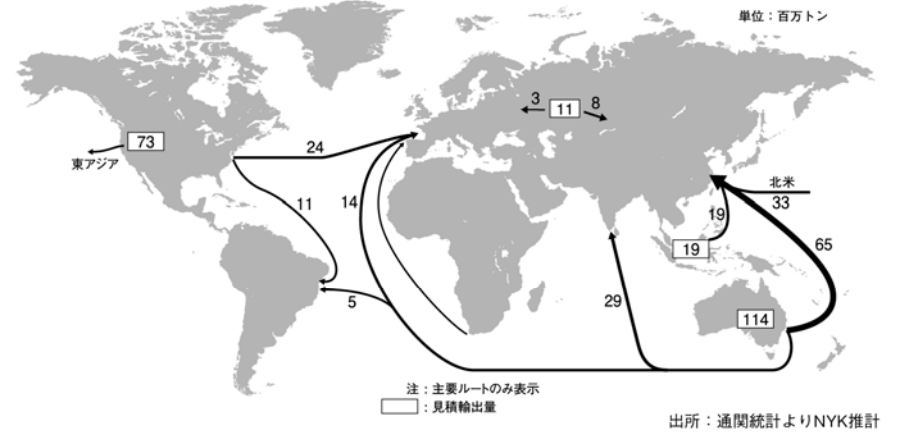 単位：百万トン
3
11
8
73
東アジア
24
11
14
5
北米
33
19
19
65
29
114
注：主要ルートのみ表示
：見積輸出量
出所：通関統計よりNYK推計